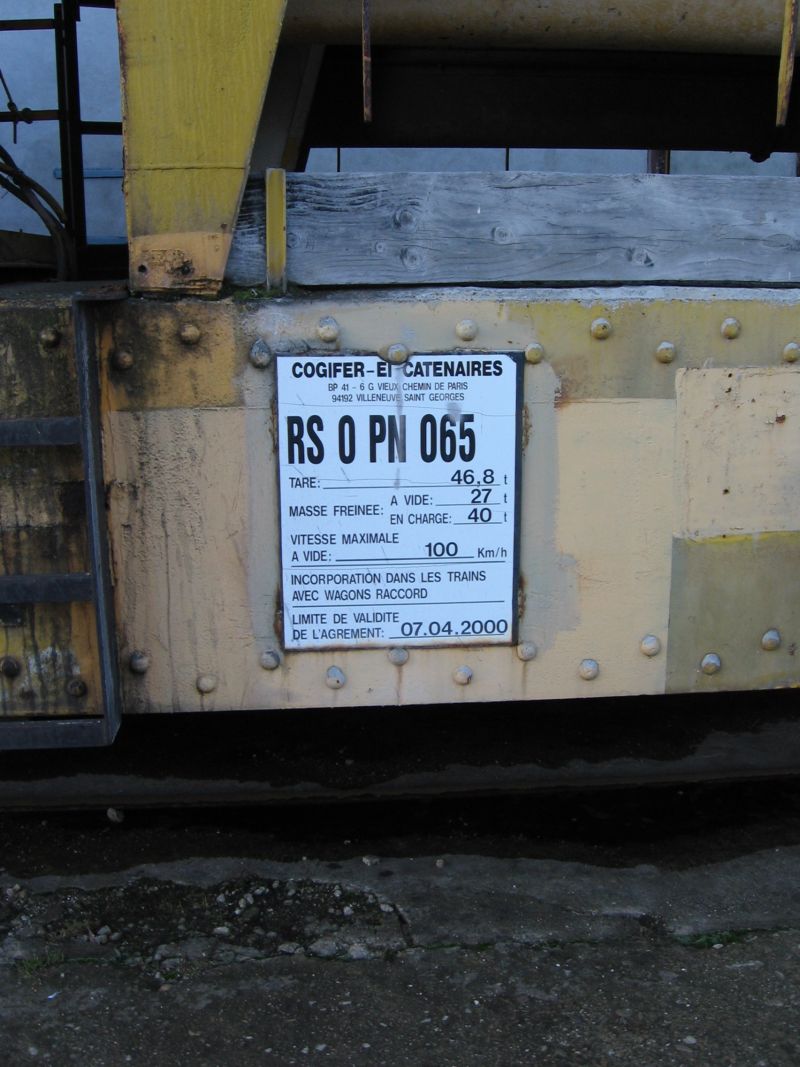 COGIFER-EI CATENAIRES
BP 41 - 6 G VIEUX CHEMIN DE PARIS
94192 VILLENEUVE SAINT GEORGES
RS 0 PN 065
TARE: 46,8 t
MASSE FREINEE: A VIDE: 27 t
EN CHARGE: 40 t
VITESSE MAXIMALE
A VIDE: 100 Km/h
INCORPORATION DANS LES TRAINS
AVEC WAGONS RACCORD
LIMITE DE VALIDITE
DE L'AGREMENT: 07.04.2000